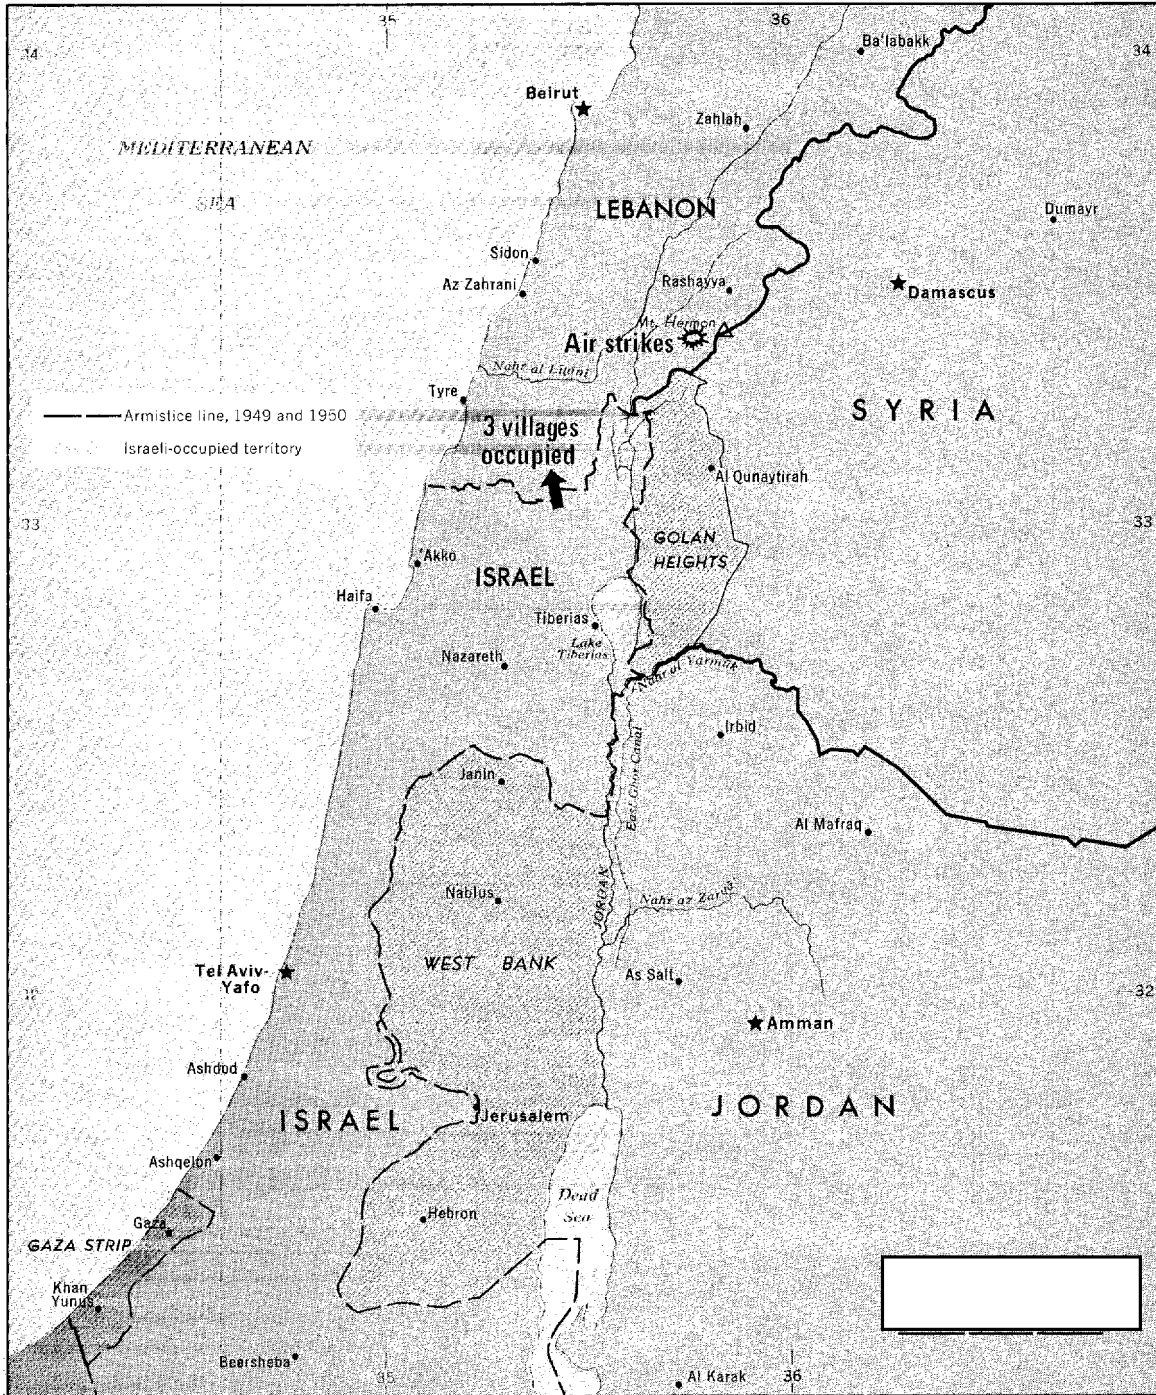 35
36
34
34
Ba'labakk
Beirut
Zahlah
MEDITERRANEAN
SEA
LEBANON
Dumayr
Sidon
Az Zahrani
Rashayya
Damascus
Mt. Hermon
Air strikes
Nahr al Litani
Tyre
Armistice line, 1949 and 1950
Israeli-occupied territory
3 villages
occupied
SYRIA
Al Qunaytirah
33
33
GOLAN
HEIGHTS
'Akko
ISRAEL
Haifa
Tiberias
Lake
Tiberias
Nazareth
Nahr al Yarmuk
Irbid
East Ghor Canal
Janin
Al Mafraq
Nablus
JORDAN
Nahr az Zarqa'
WEST BANK
As Salt
Tel Aviv-
Yafo
32
32
Amman
Ashdod
ISRAEL
Jerusalem
JORDAN
Ashqelon
Dead
Sea
Hebron
Gaza
GAZA STRIP
Khan
Yunus
Beersheba
35
36
Al Karak